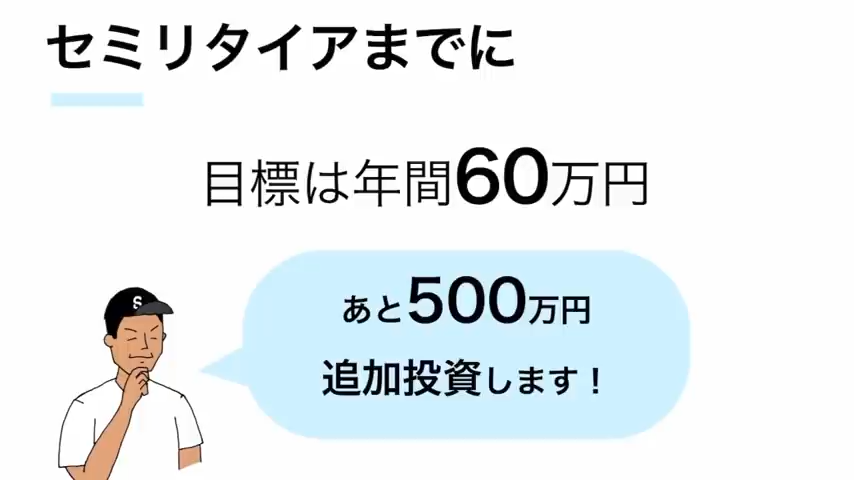 セミリタイアまでに
目標は年間60万円
あと500万円
追加投資します！
S